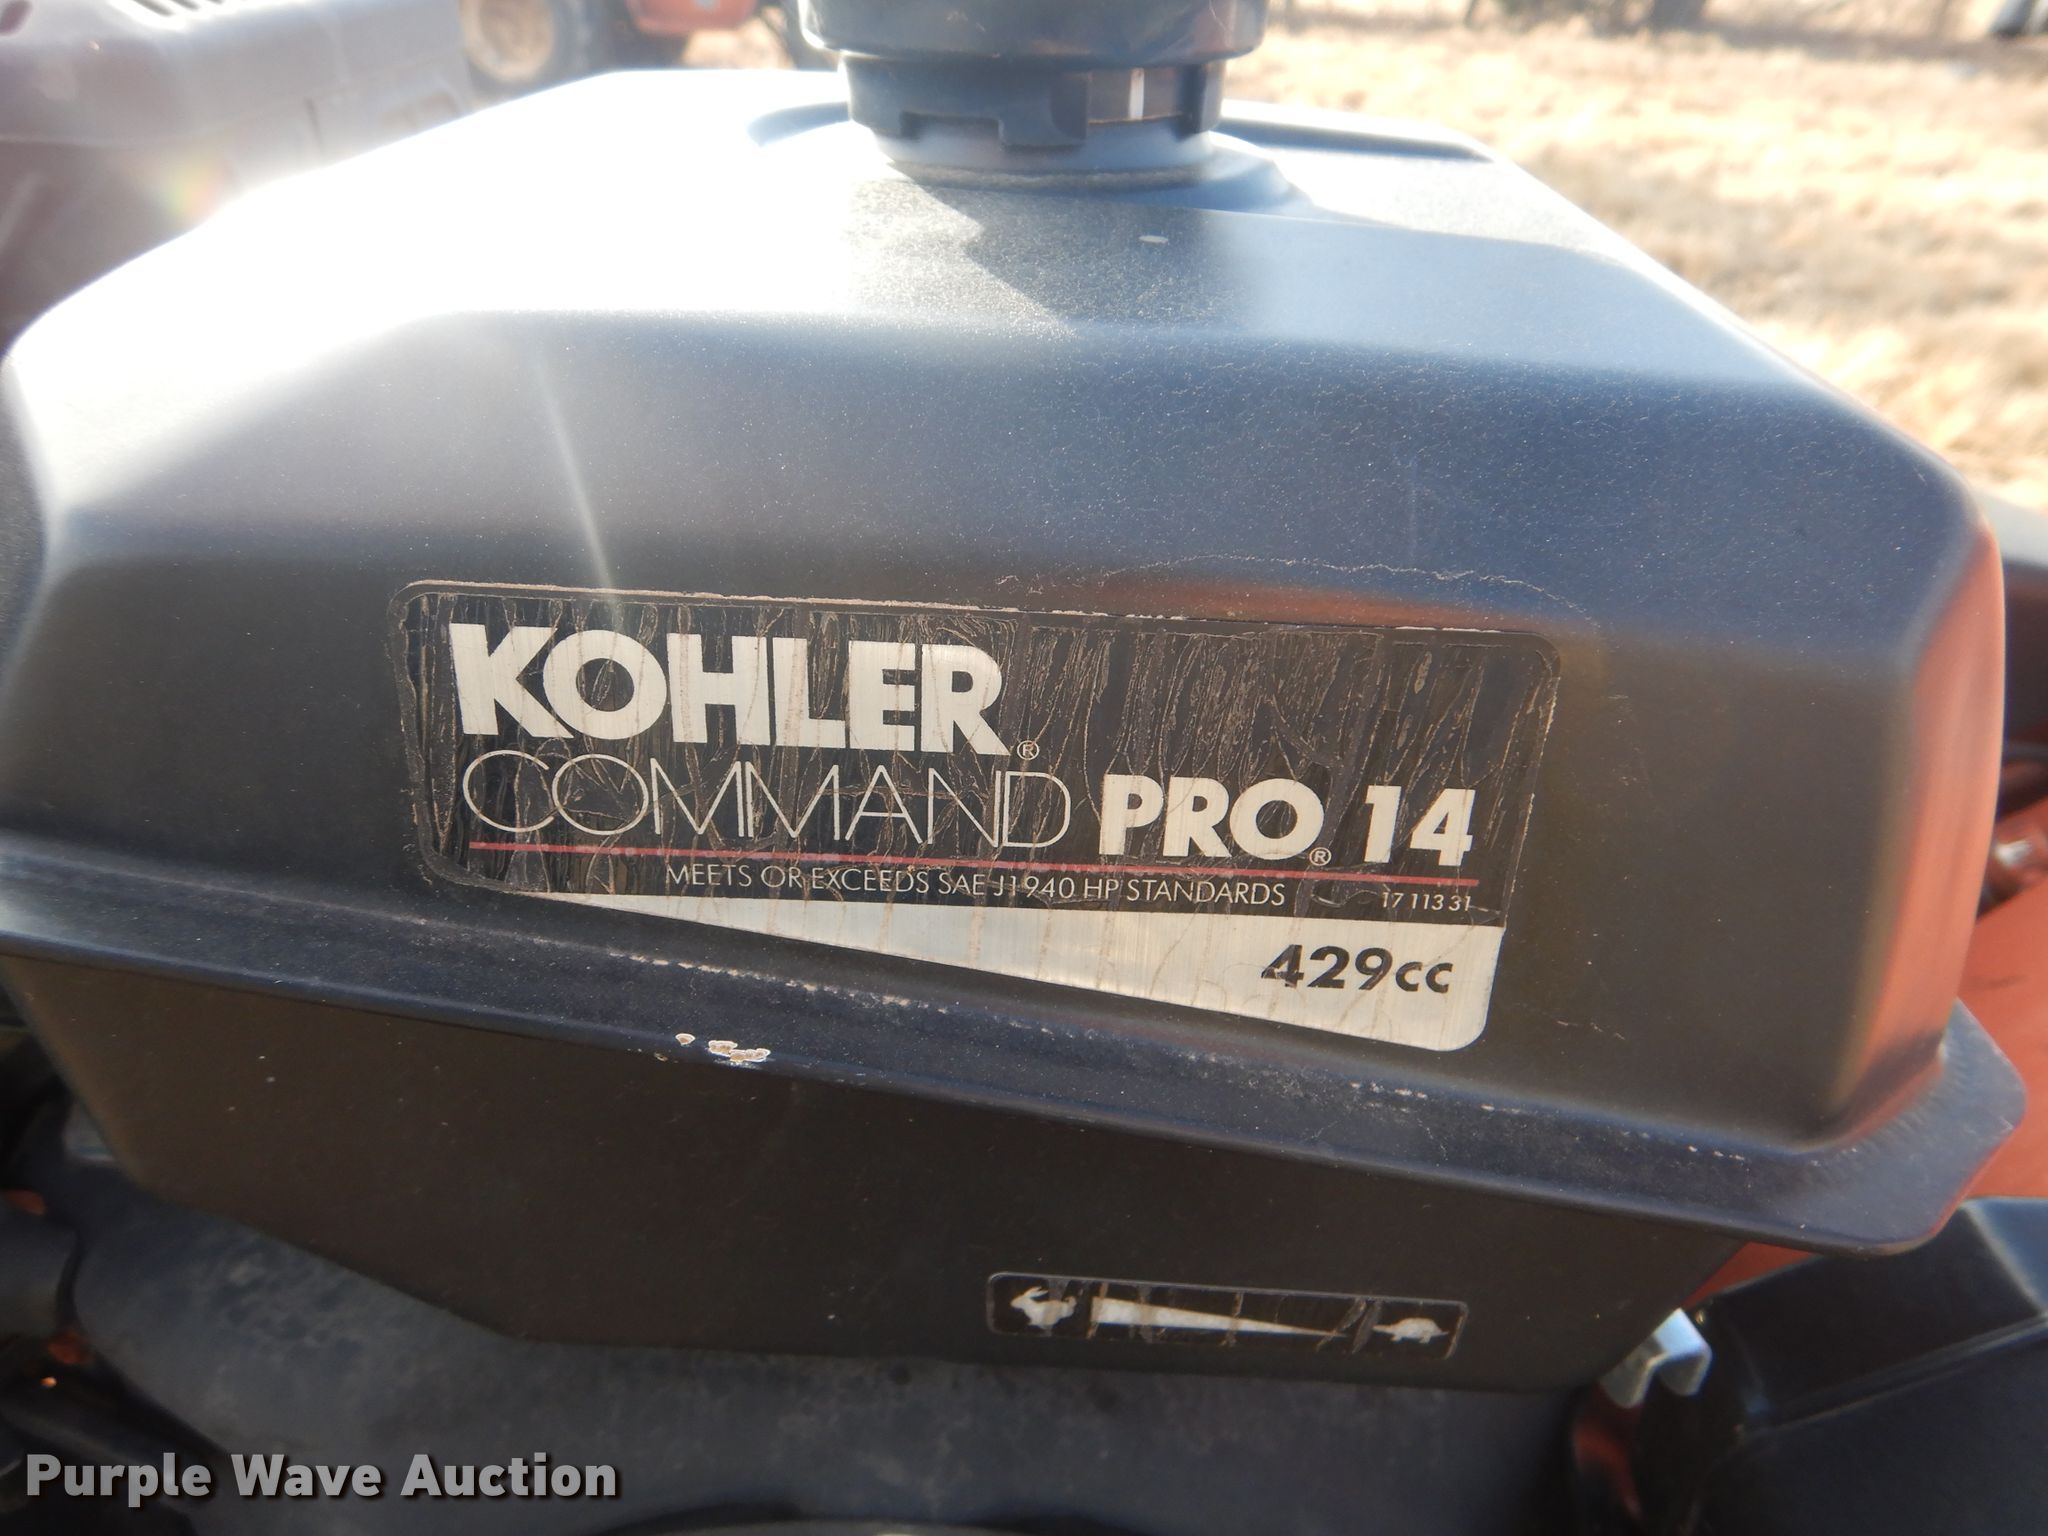 KOHLER®
COMMAND PRO® 14
MEETS OR EXCEEDS SAE J1940 HP STANDARDS 17 113 31
429cc
Purple Wave Auction